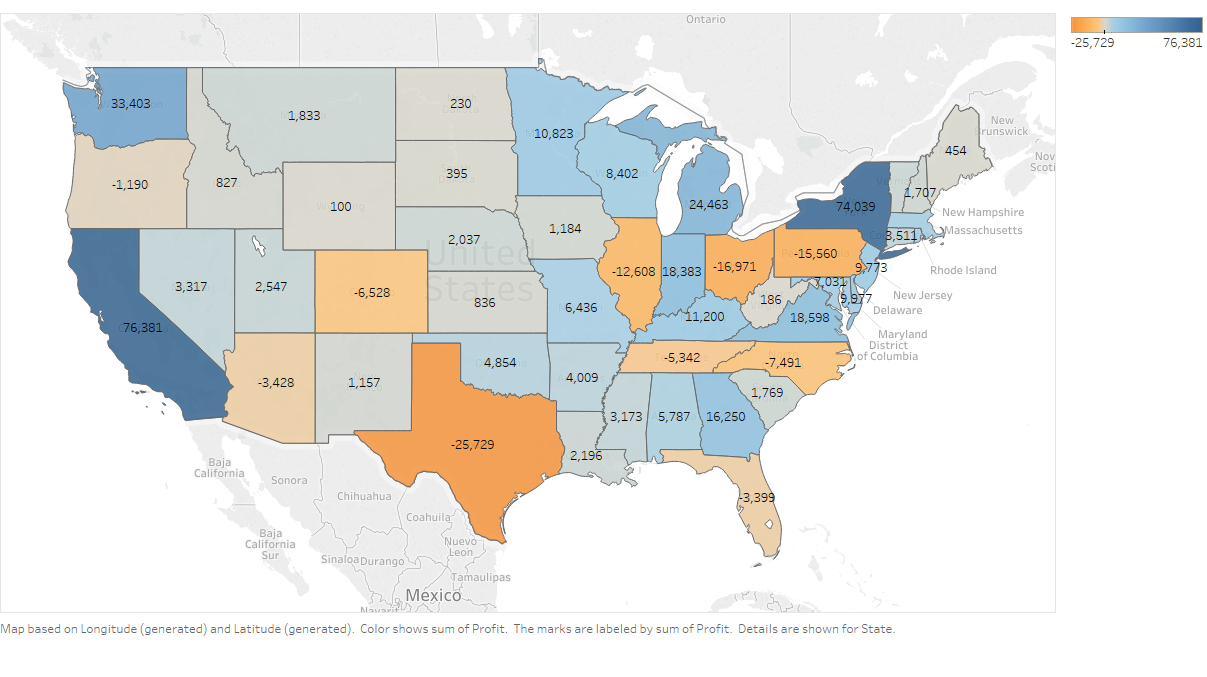 Ontario
-25,729
76,381
33,403
1,833
230
10,823
New
Brunswick
Nov
Scoti
454
-1,190
827
395
8,402
24,463
1,707
100
74,039
New Hampshire
Massachusetts
1,184
2,037
3,511
United
States
-12,608
18,383
-16,971
-15,560
9,773
Rhode Island
3,317
2,547
-6,528
836
7,031
186
9,977
New Jersey
Delaware
76,381
6,436
11,200
18,598
Maryland
District
of Columbia
-5,342
-7,491
4,854
-3,428
1,157
4,009
1,769
3,173
5,787
16,250
-25,729
2,196
Baja
California
Sonora
Chihuahua
-3,399
Coahuila
Baja
California
Sur
Nuevo
Leon
Sinaloa
Durango
Tamaulipas
Mexico
Nayarit
Map based on Longitude (generated) and Latitude (generated).  Color shows sum of Profit.  The marks are labeled by sum of Profit.  Details are shown for State.